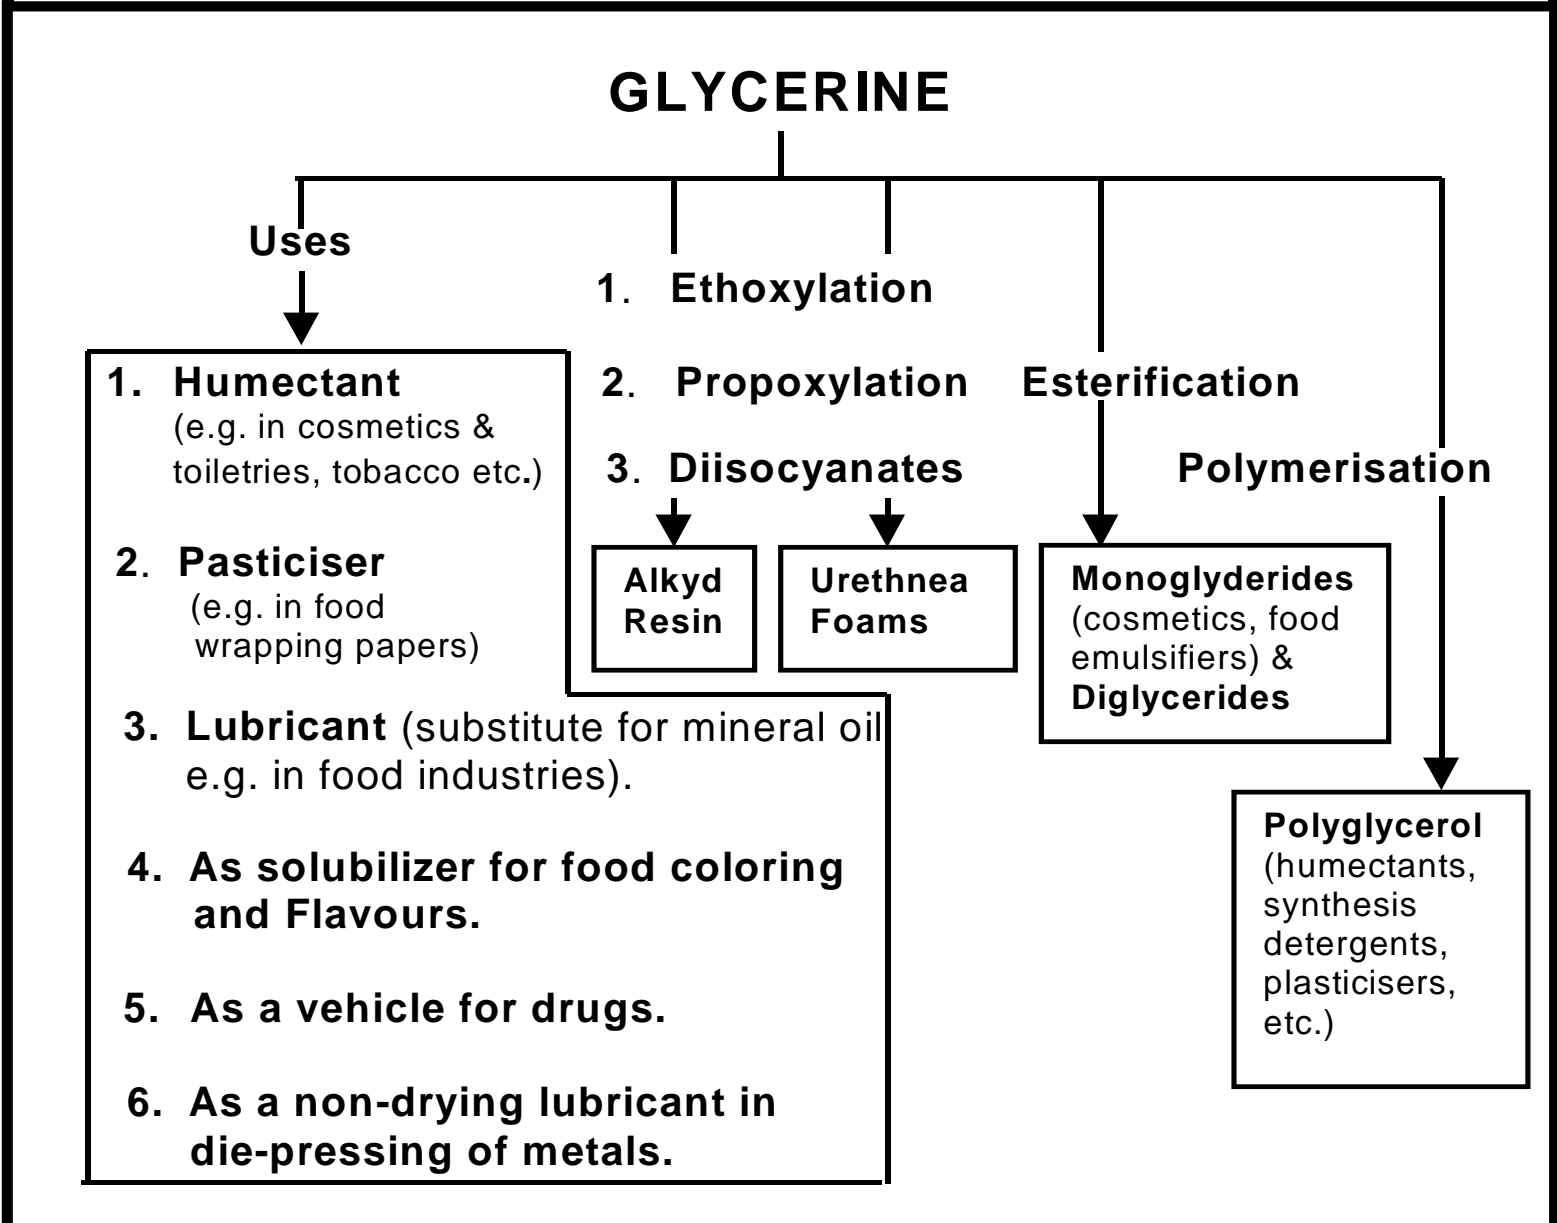 GLYCERINE
Uses
1. Humectant
(e.g. in cosmetics &
toiletries, tobacco etc.)
2. Pasticiser
(e.g. in food
wrapping papers)
3. Lubricant (substitute for mineral oil
e.g. in food industries).
4. As solubilizer for food coloring
and Flavours.
5. As a vehicle for drugs.
6. As a non-drying lubricant in
die-pressing of metals.
1. Ethoxylation
2. Propoxylation
3. Diisocyanates
Alkyd
Resin
Urethnea
Foams
Esterification
Monoglyderides
(cosmetics, food
emulsifiers) &
Diglycerides
Polymerisation
Polyglycerol
(humectants,
synthesis
detergents,
plasticisers,
etc.)